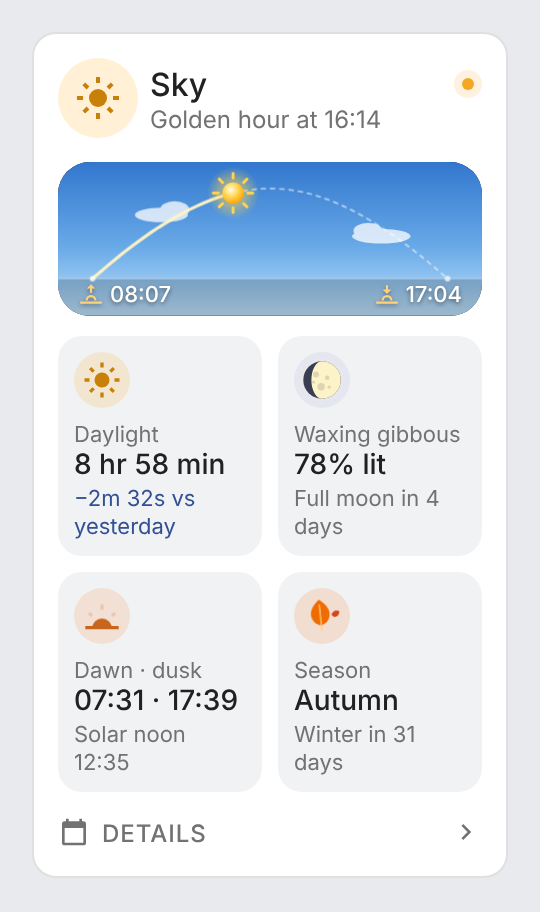 Sky
Golden hour at 16:14
08:07
17:04
Daylight
8 hr 58 min
−2m 32s vs
yesterday
Waxing gibbous
78% lit
Full moon in 4
days
Dawn · dusk
07:31 · 17:39
Solar noon
12:35
Season
Autumn
Winter in 31
days
DETAILS